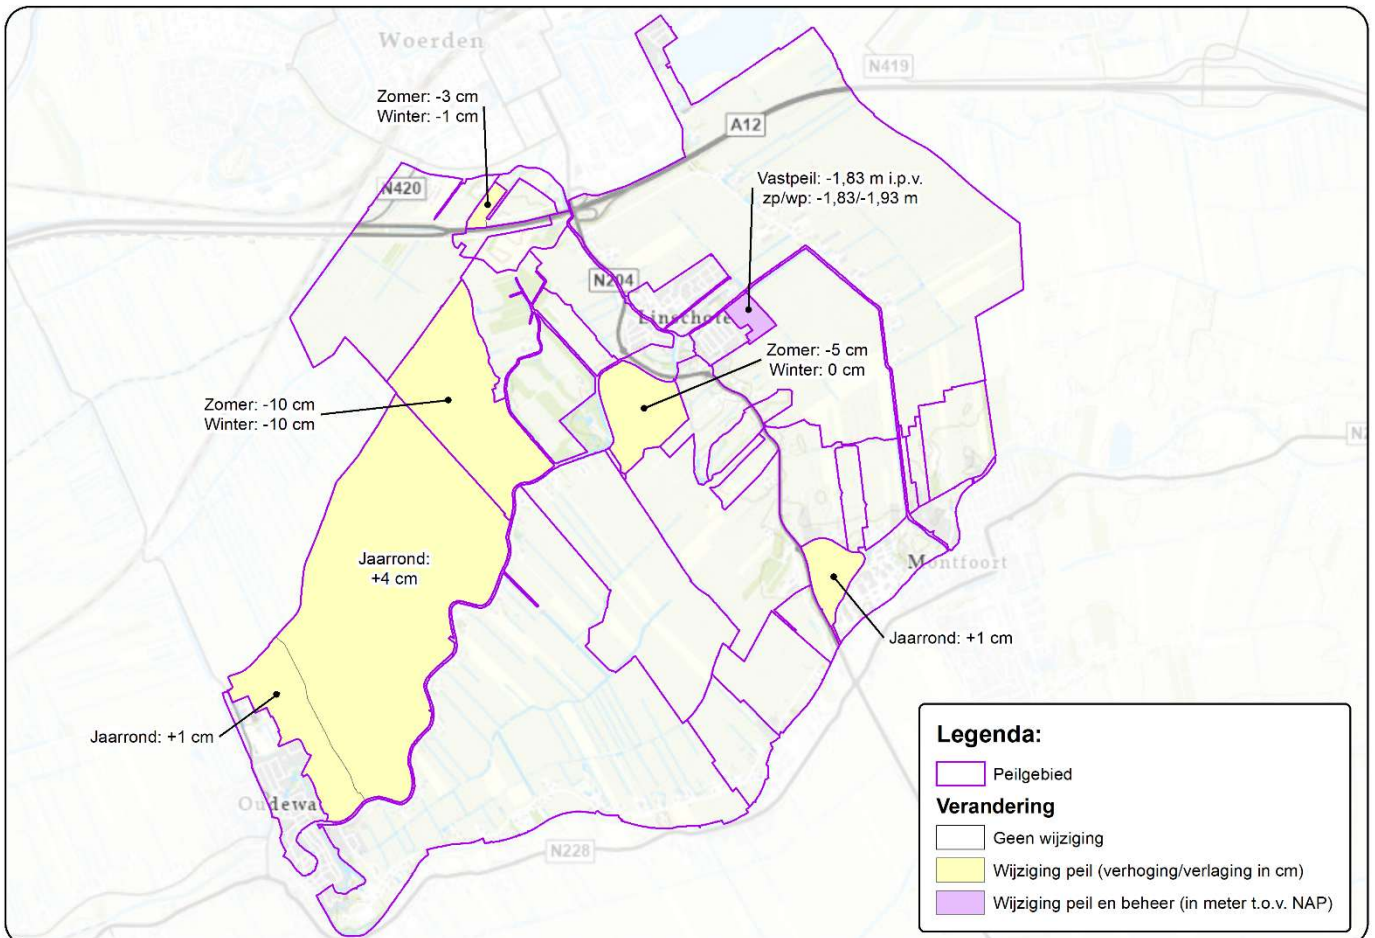 Woerden
N419
Zomer: -3 cm
Winter: -1 cm
A12
Vastpeil: -1,83 m i.p.v.
zp/wp: -1,83/-1,93 m
N420
N204
Linschote
Zomer: -5 cm
Winter: 0 cm
Zomer: -10 cm
Winter: -10 cm
N2
Jaarrond:
+4 cm
Montfoort
Jaarrond: +1 cm
Jaarrond: +1 cm
Oudewa
N228
Legenda:
Peilgebied
Verandering
Geen wijziging
Wijziging peil (verhoging/verlaging in cm)
Wijziging peil en beheer (in meter t.o.v. NAP)